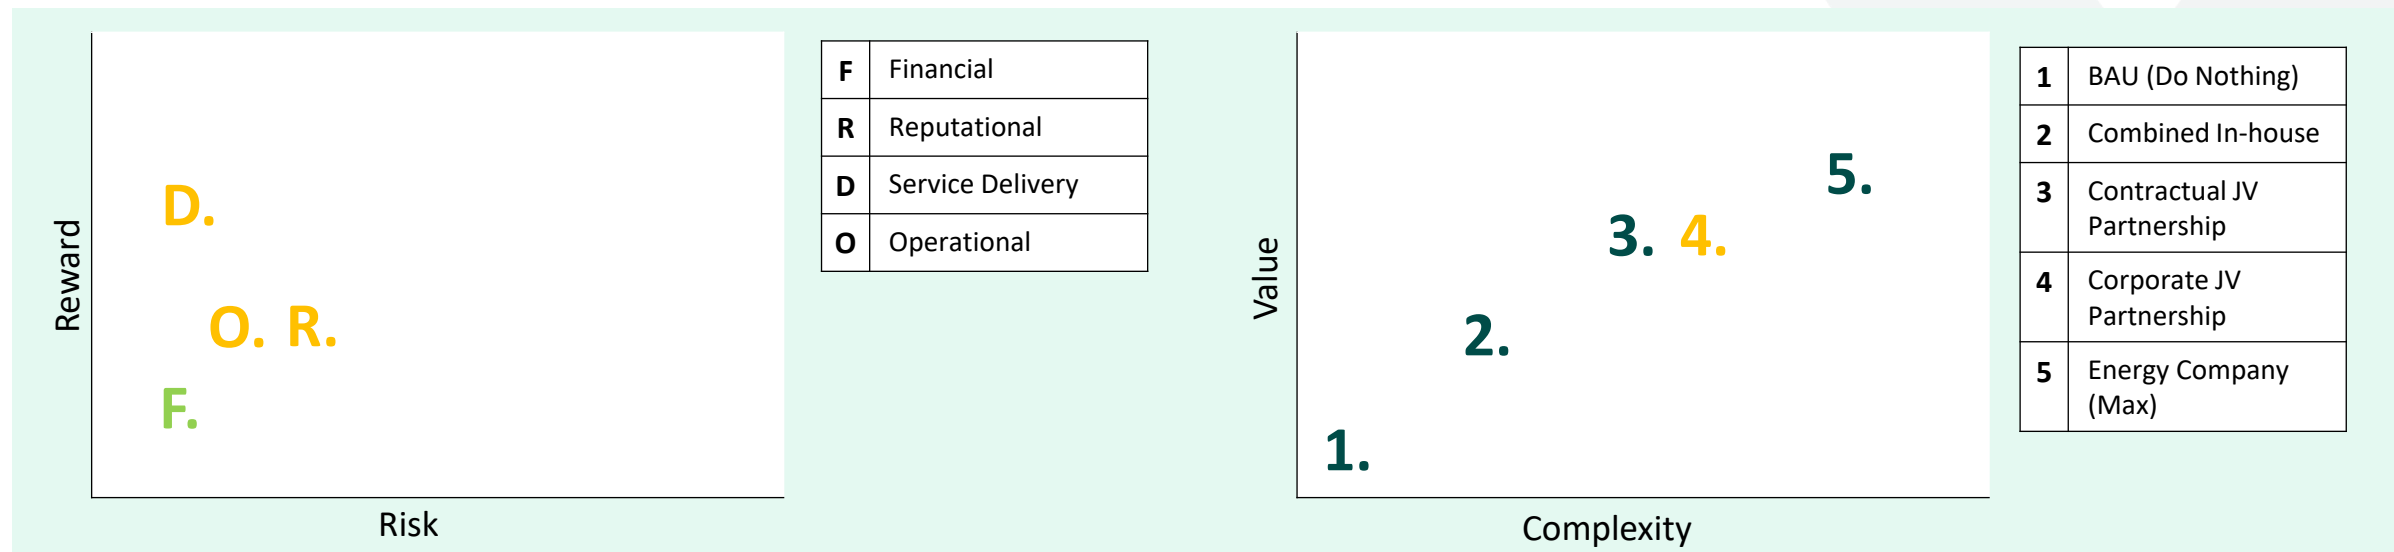 Reward
D.
O. R.
F.
Risk
F Financial
R Reputational
D Service Delivery
O Operational
Value
5.
3. 4.
2.
1.
Complexity
1 BAU (Do Nothing)
2 Combined In-house
3 Contractual JV
Partnership
4 Corporate JV
Partnership
5 Energy Company
(Max)